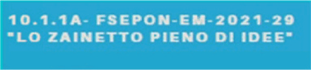 10.1.1A- FSEPON-EM-2021-29
"LO ZAINETTO PIENO DI IDEE"